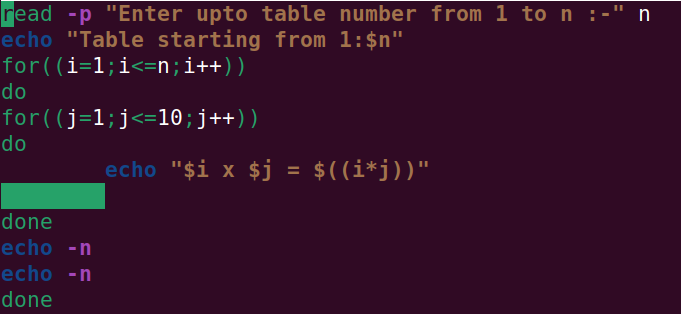 read -p "Enter upto table number from 1 to n :-" n
echo "Table starting from 1:$n"
for((i=1;i<=n;i++))
do
for((j=1;j<=10;j++))
do
echo "$i x $j = $((i*j))"
done
echo -n
echo -n
done